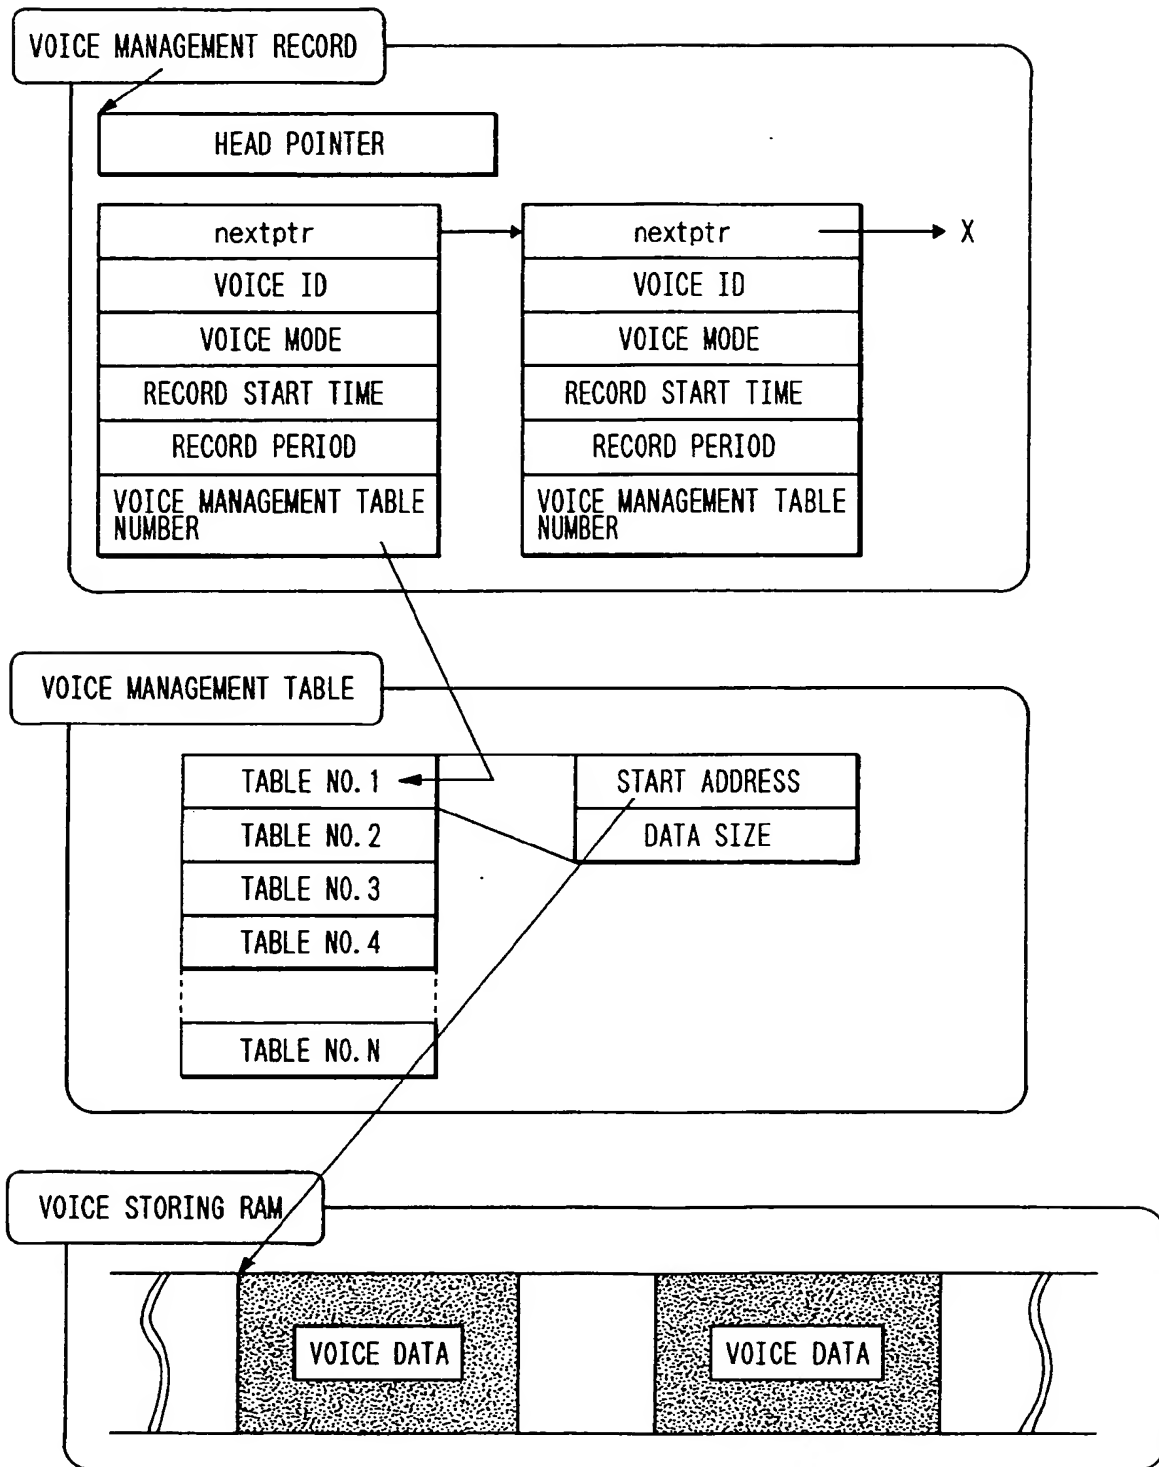 VOICE MANAGEMENT RECORD
HEAD POINTER
nextptr
VOICE ID
VOICE MODE
RECORD START TIME
RECORD PERIOD
VOICE MANAGEMENT TABLE
NUMBER
nextptr
X
VOICE ID
VOICE MODE
RECORD START TIME
RECORD PERIOD
VOICE MANAGEMENT TABLE
NUMBER
VOICE MANAGEMENT TABLE
TABLE NO.1
TABLE NO.2
TABLE NO.3
TABLE NO.4
TABLE NO.N
START ADDRESS
DATA SIZE
VOICE STORING RAM
VOICE DATA
VOICE DATA